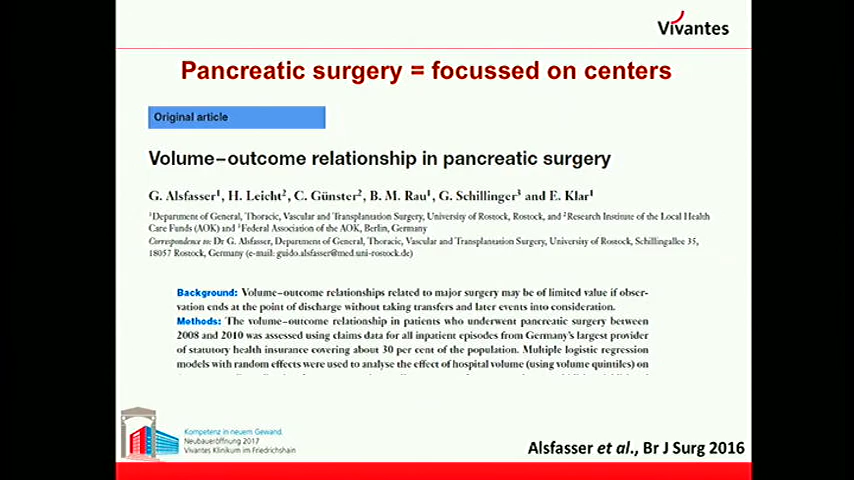 Vivantes
Pancreatic surgery = focussed on centers
Original article
Volume–outcome relationship in pancreatic surgery
G. Alsfasser¹, H. Leicht², C. Günster², B. M. Rau¹, G. Schillinger³ and E. Klar¹
¹Department of General, Thoracic, Vascular and Transplantation Surgery, University of Rostock, Rostock, and ²Research Institute of the Local Health
Care Funds (AOK) and ³Federal Association of the AOK, Berlin, Germany
Correspondence to: Dr G. Alsfasser, Department of General, Thoracic, Vascular and Transplantation Surgery, University of Rostock, Schillingallee 35,
18057 Rostock, Germany (e-mail: guido.alsfasser@med.uni-rostock.de)
Background: Volume–outcome relationships related to major surgery may be of limited value if obser-
vation ends at the point of discharge without taking transfers and later events into consideration.
Methods: The volume–outcome relationship in patients who underwent pancreatic surgery between
2008 and 2010 was assessed using claims data for all inpatient episodes from Germany's largest provider
of statutory health insurance covering about 30 per cent of the population. Multiple logistic regression
models with random effects were used to analyse the effect of hospital volume (using volume quintiles) on
Kompetenz in neuem Gewand.
Neubaueröffnung 2017
Vivantes Klinikum im Friedrichshain
Alsfasser et al., Br J Surg 2016